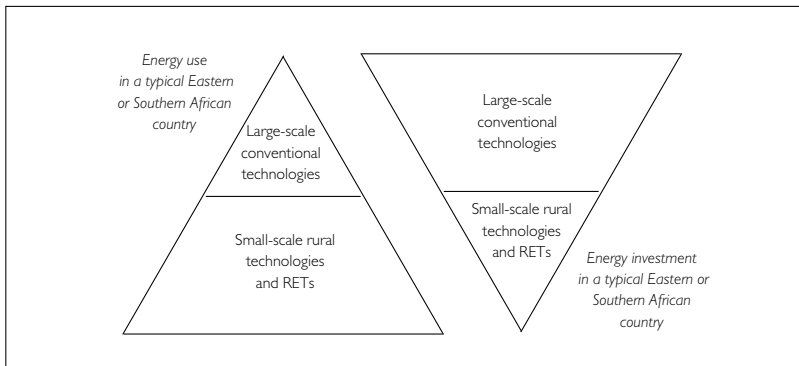 Energy use
in a typical Eastern
or Southern African
country
Large-scale
conventional
technologies
Small-scale rural
technologies
and RETs
Large-scale
conventional
technologies
Small-scale rural
technologies
and RETs
Energy investment
in a typical Eastern or
Southern African
country